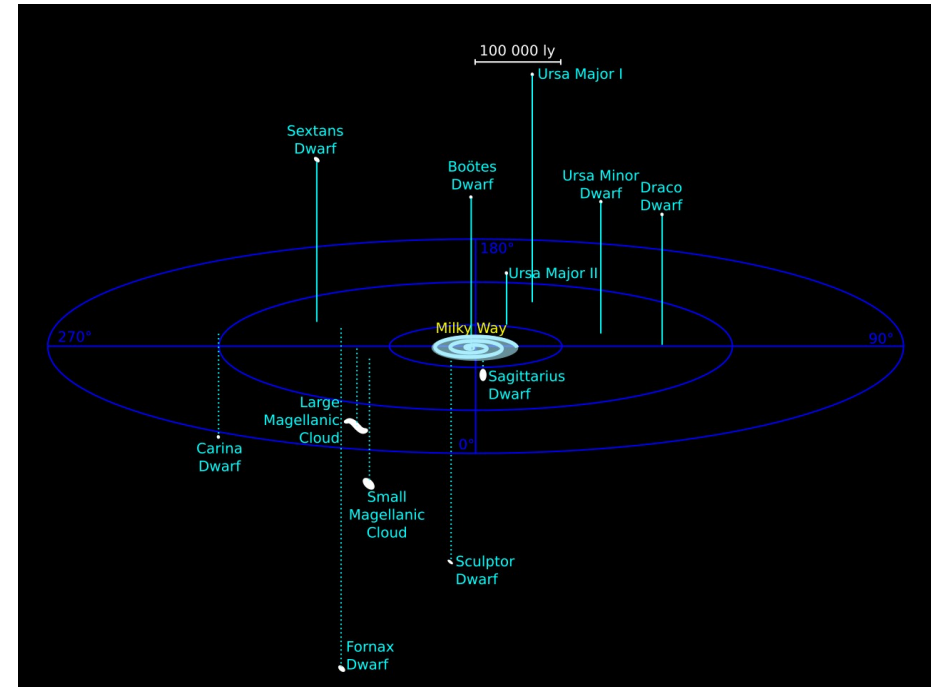 100 000 ly
Ursa Major I
Sextans
Dwarf
Boötes
Dwarf
Ursa Minor
Dwarf
Draco
Dwarf
180°
Ursa Major II
Milky Way
270°
90°
Sagittarius
Dwarf
Large
Magellanic
Cloud
0°
Carina
Dwarf
Small
Magellanic
Cloud
Sculptor
Dwarf
Fornax
Dwarf